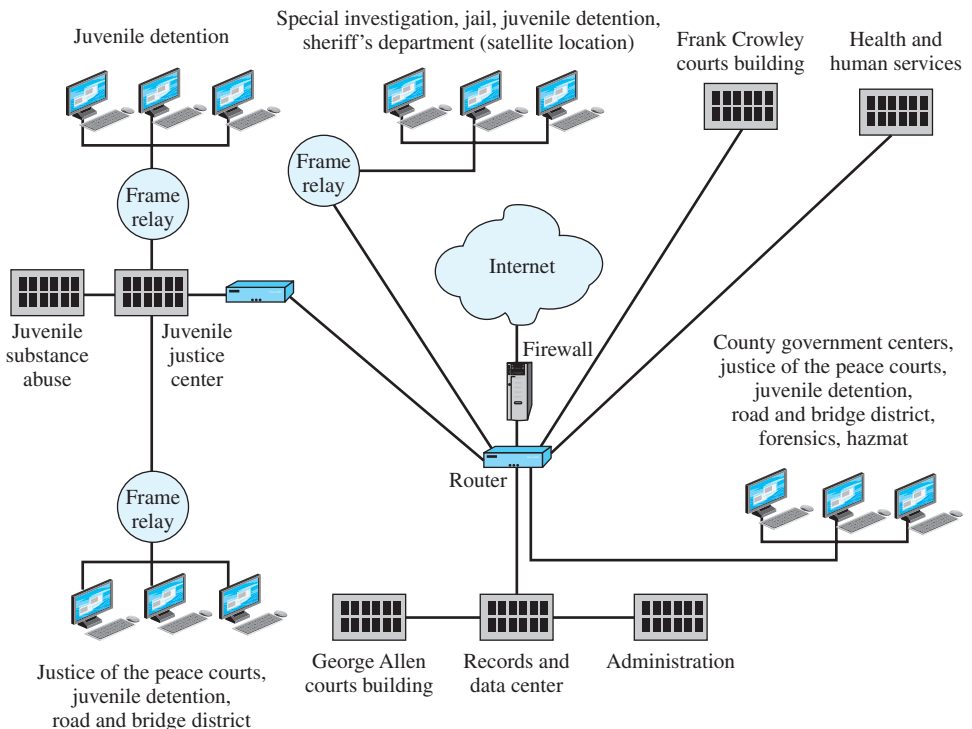 Juvenile detention
Special investigation, jail, juvenile detention,
sheriff's department (satellite location)
Frank Crowley
courts building
Health and
human services
Frame
relay
Frame
relay
Internet
Juvenile
substance
abuse
Juvenile
justice
center
Firewall
County government centers,
justice of the peace courts,
juvenile detention,
road and bridge district,
forensics, hazmat
Router
Frame
relay
Justice of the peace courts,
juvenile detention,
road and bridge district
George Allen
courts building
Records and
data center
Administration